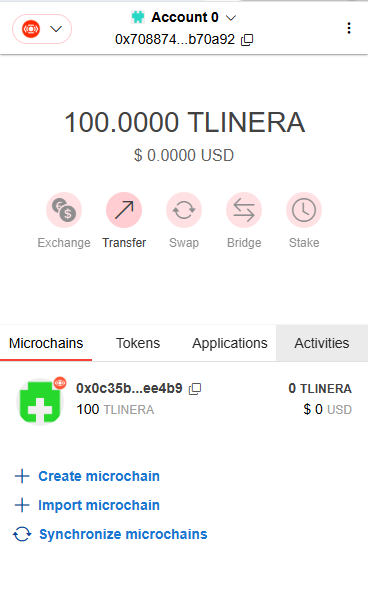 Account 0
0x708874...b70a92
100.0000 TLINERA
$ 0.0000 USD
Exchange Transfer Swap Bridge Stake
Microchains Tokens Applications Activities
0x0c35b...ee4b9 0 TLINERA
100 TLINERA $ 0 USD
Create microchain
Import microchain
Synchronize microchains